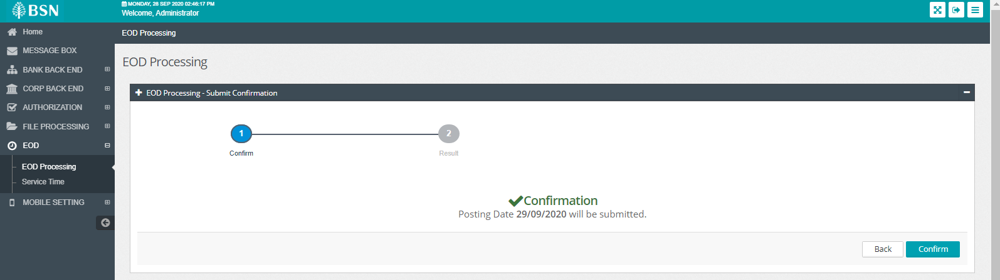 BSN
MONDAY, 28 SEP 2020 02:46:17 PM
Welcome, Administrator
Home
MESSAGE BOX
BANK BACK END
CORP BACK END
AUTHORIZATION
FILE PROCESSING
EOD
EOD Processing
Service Time
MOBILE SETTING
EOD Processing
EOD Processing
EOD Processing - Submit Confirmation
1
2
Confirm
Result
Confirmation
Posting Date 29/09/2020 will be submitted.
Back
Confirm